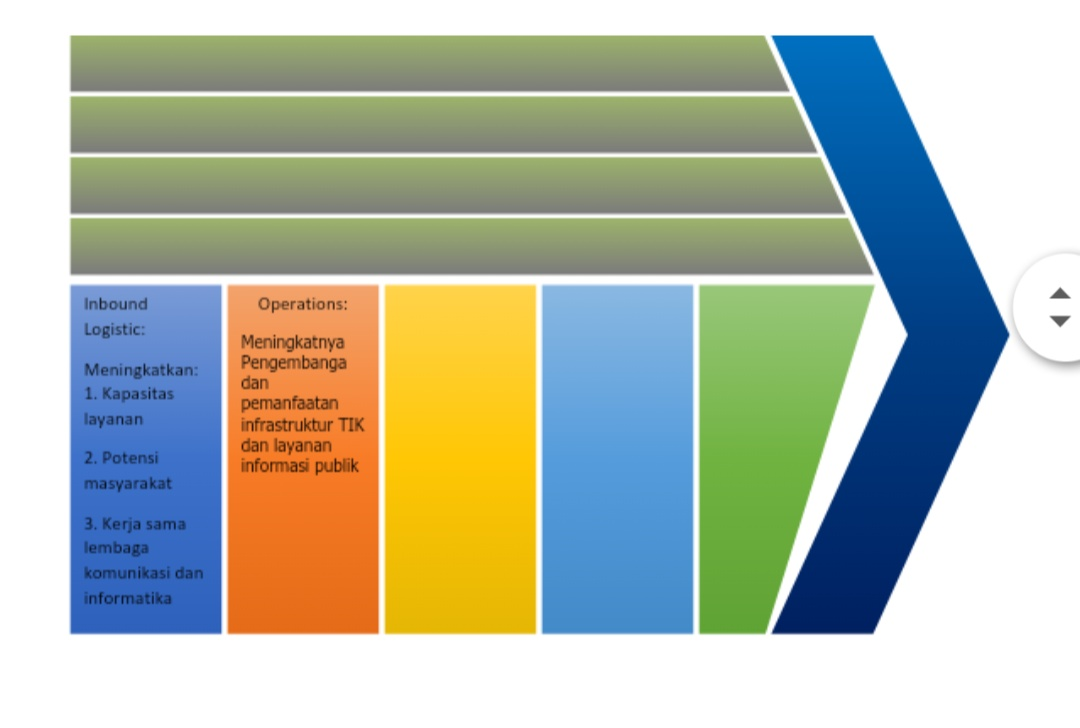 Inbound
Logistic:
Meningkatkan:
1. Kapasitas
layanan
2. Potensi
masyarakat
3. Kerja sama
lembaga
komunikasi dan
informatika
Operations:
Meningkatnya
Pengembanga
dan
pemanfaatan
infrastruktur TIK
dan layanan
informasi publik